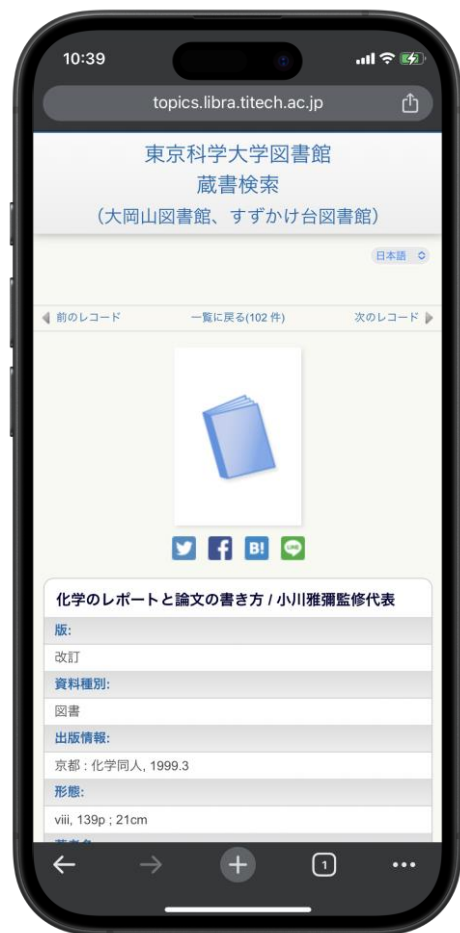 10:39
topics.libra.titech.ac.jp
東京科学大学図書館
蔵書検索
（大岡山図書館、すずかけ台図書館）
日本語
前のレコード 一覧に戻る(102 件) 次のレコード
B!
LINE
化学のレポートと論文の書き方 / 小川雅彌監修代表
版:
改訂
資料種別:
図書
出版情報:
京都 : 化学同人, 1999.3
形態:
viii, 139p ; 21cm
1